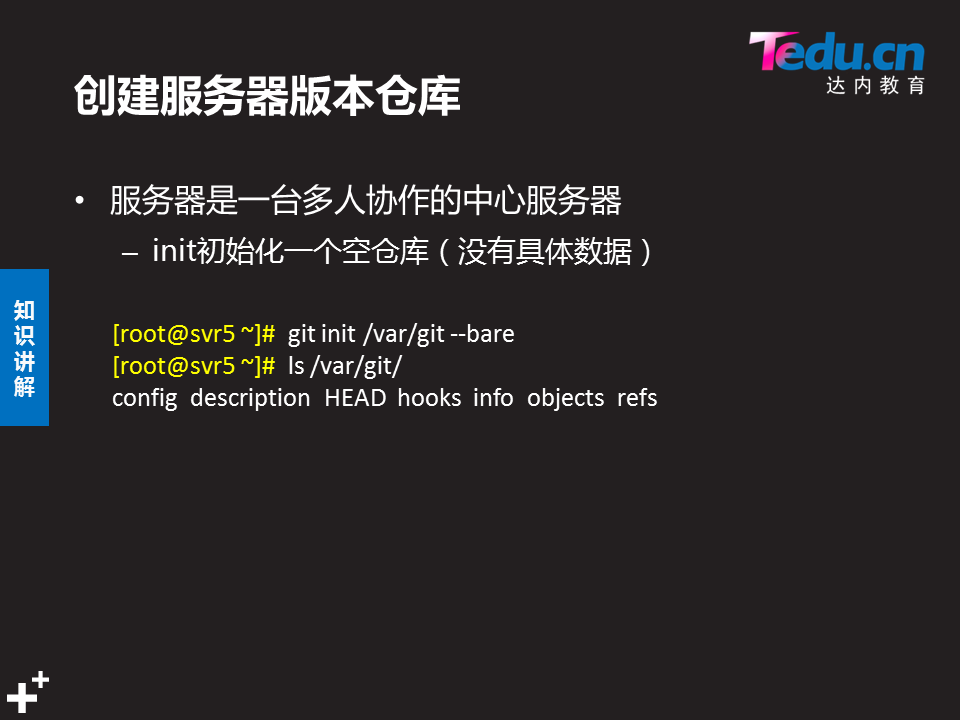 Tedu.cn
达内教育
创建服务器版本仓库
• 服务器是一台多人协作的中心服务器
– init初始化一个空仓库（没有具体数据）
知识讲解
[root@svr5 ~]# git init /var/git --bare
[root@svr5 ~]# ls /var/git/
config description HEAD hooks info objects refs